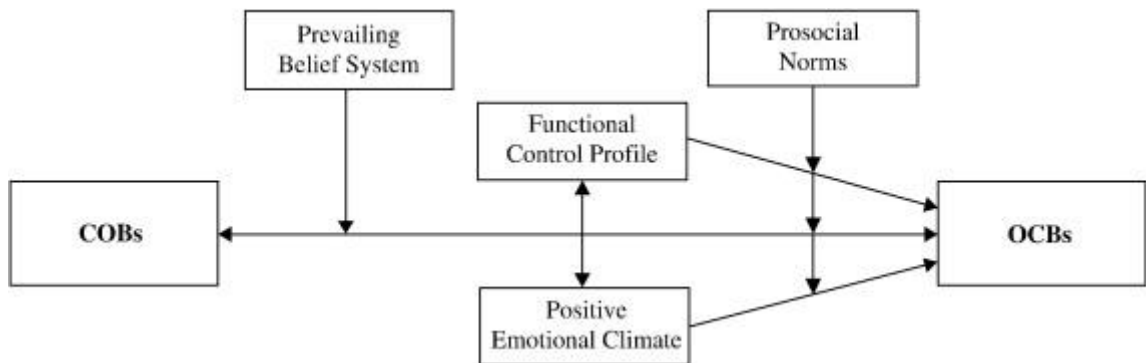 Prevailing
Belief System
Prosocial
Norms
Functional
Control Profile
COBs
OCBs
Positive
Emotional Climate